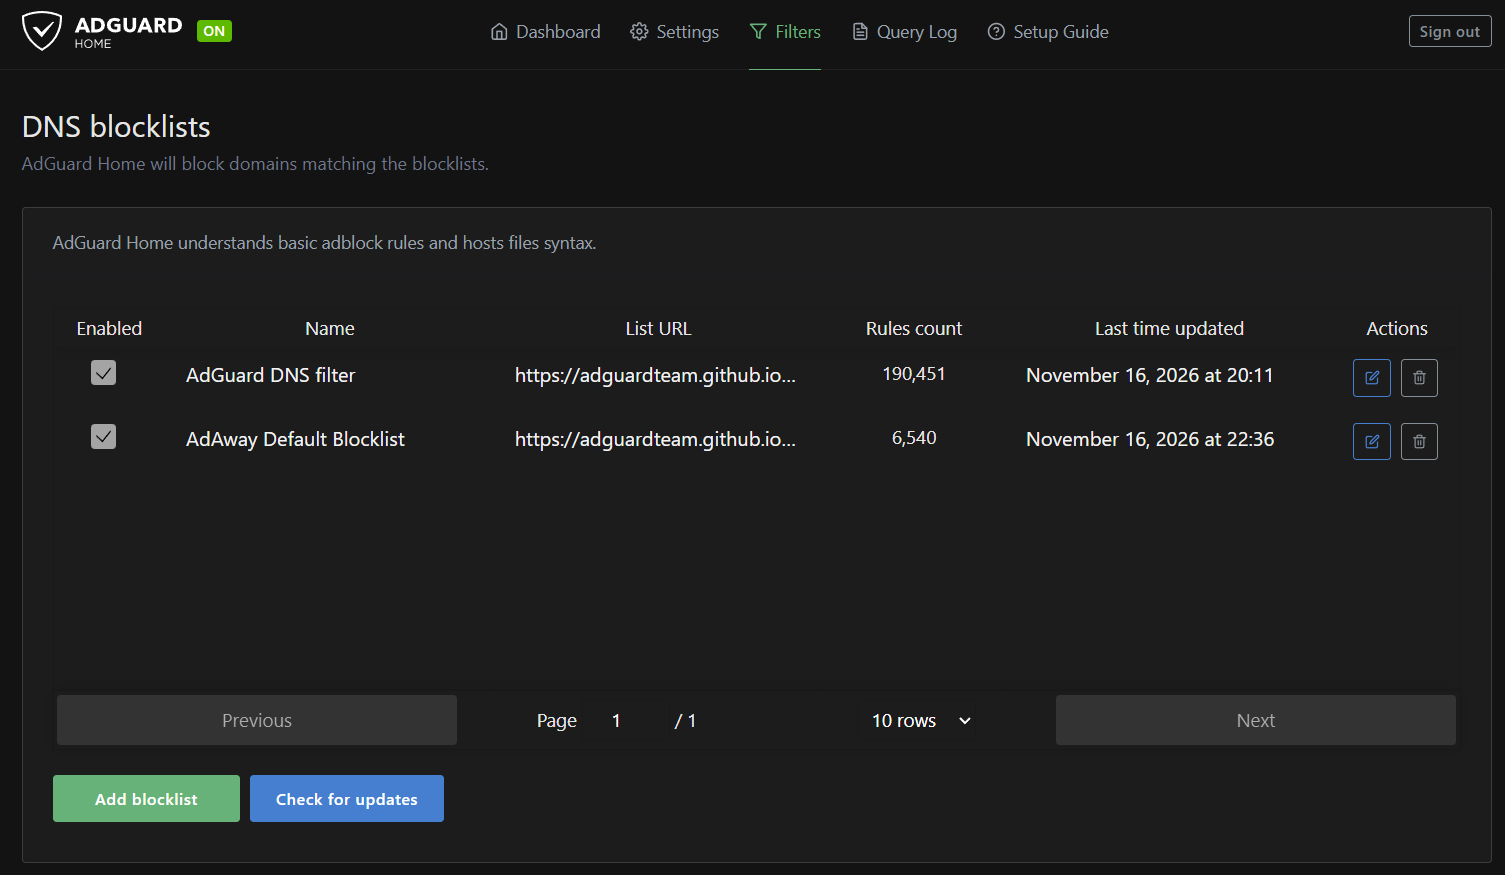 ADGUARD
HOME
ON
Dashboard
Settings
Filters
Query Log
Setup Guide
Sign out
DNS blocklists
AdGuard Home will block domains matching the blocklists.
AdGuard Home understands basic adblock rules and hosts files syntax.
Enabled Name List URL Rules count Last time updated Actions
AdGuard DNS filter https://adguardteam.github.io... 190,451 November 16, 2026 at 20:11
AdAway Default Blocklist https://adguardteam.github.io... 6,540 November 16, 2026 at 22:36
Previous Page 1 / 1 10 rows Next
Add blocklist Check for updates